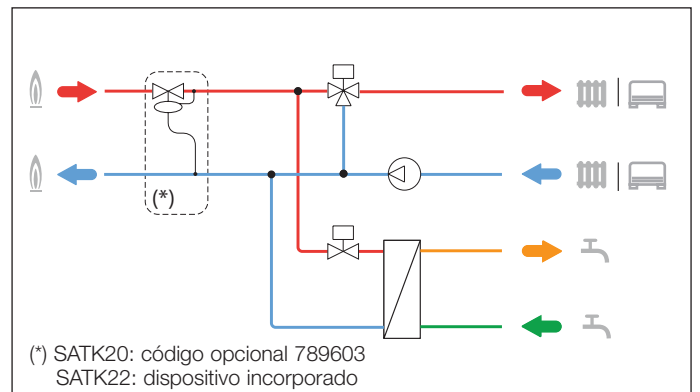 (*)
(*) SATK20: código opcional 789603
SATK22: dispositivo incorporado